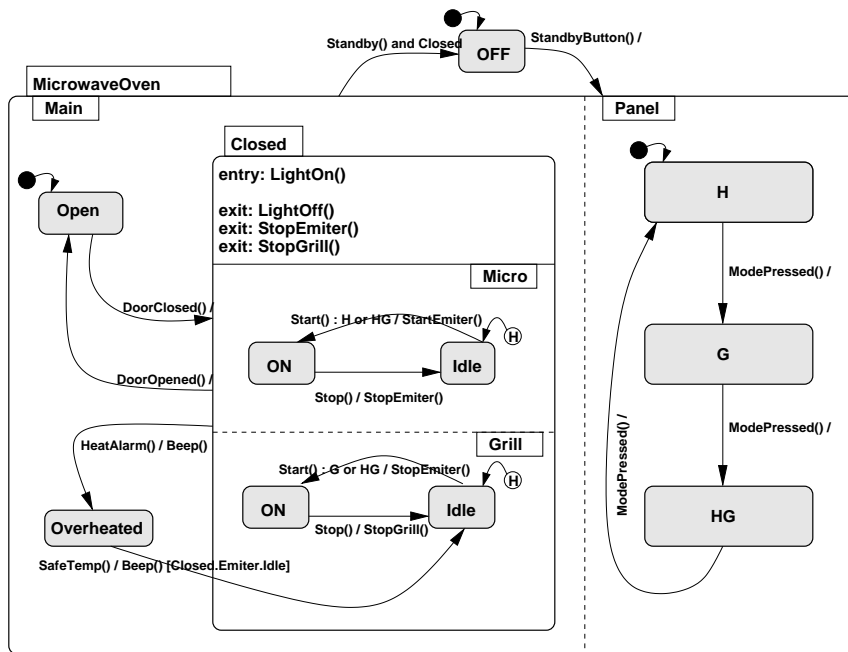 Standby() and Closed
OFF
StandbyButton() /
MicrowaveOven
Main
Panel
Closed
entry: LightOn()
exit: LightOff()
exit: StopEmiter()
exit: StopGrill()
Open
DoorClosed() /
DoorOpened() /
HeatAlarm() / Beep()
Overheated
SafeTemp() / Beep() [Closed.Emiter.Idle]
Micro
Start() : H or HG / StartEmiter()
H
ON
Idle
Stop() / StopEmiter()
Grill
Start() : G or HG / StopEmiter()
H
ON
Idle
Stop() / StopGrill()
H
ModePressed() /
G
ModePressed() /
HG
ModePressed() /